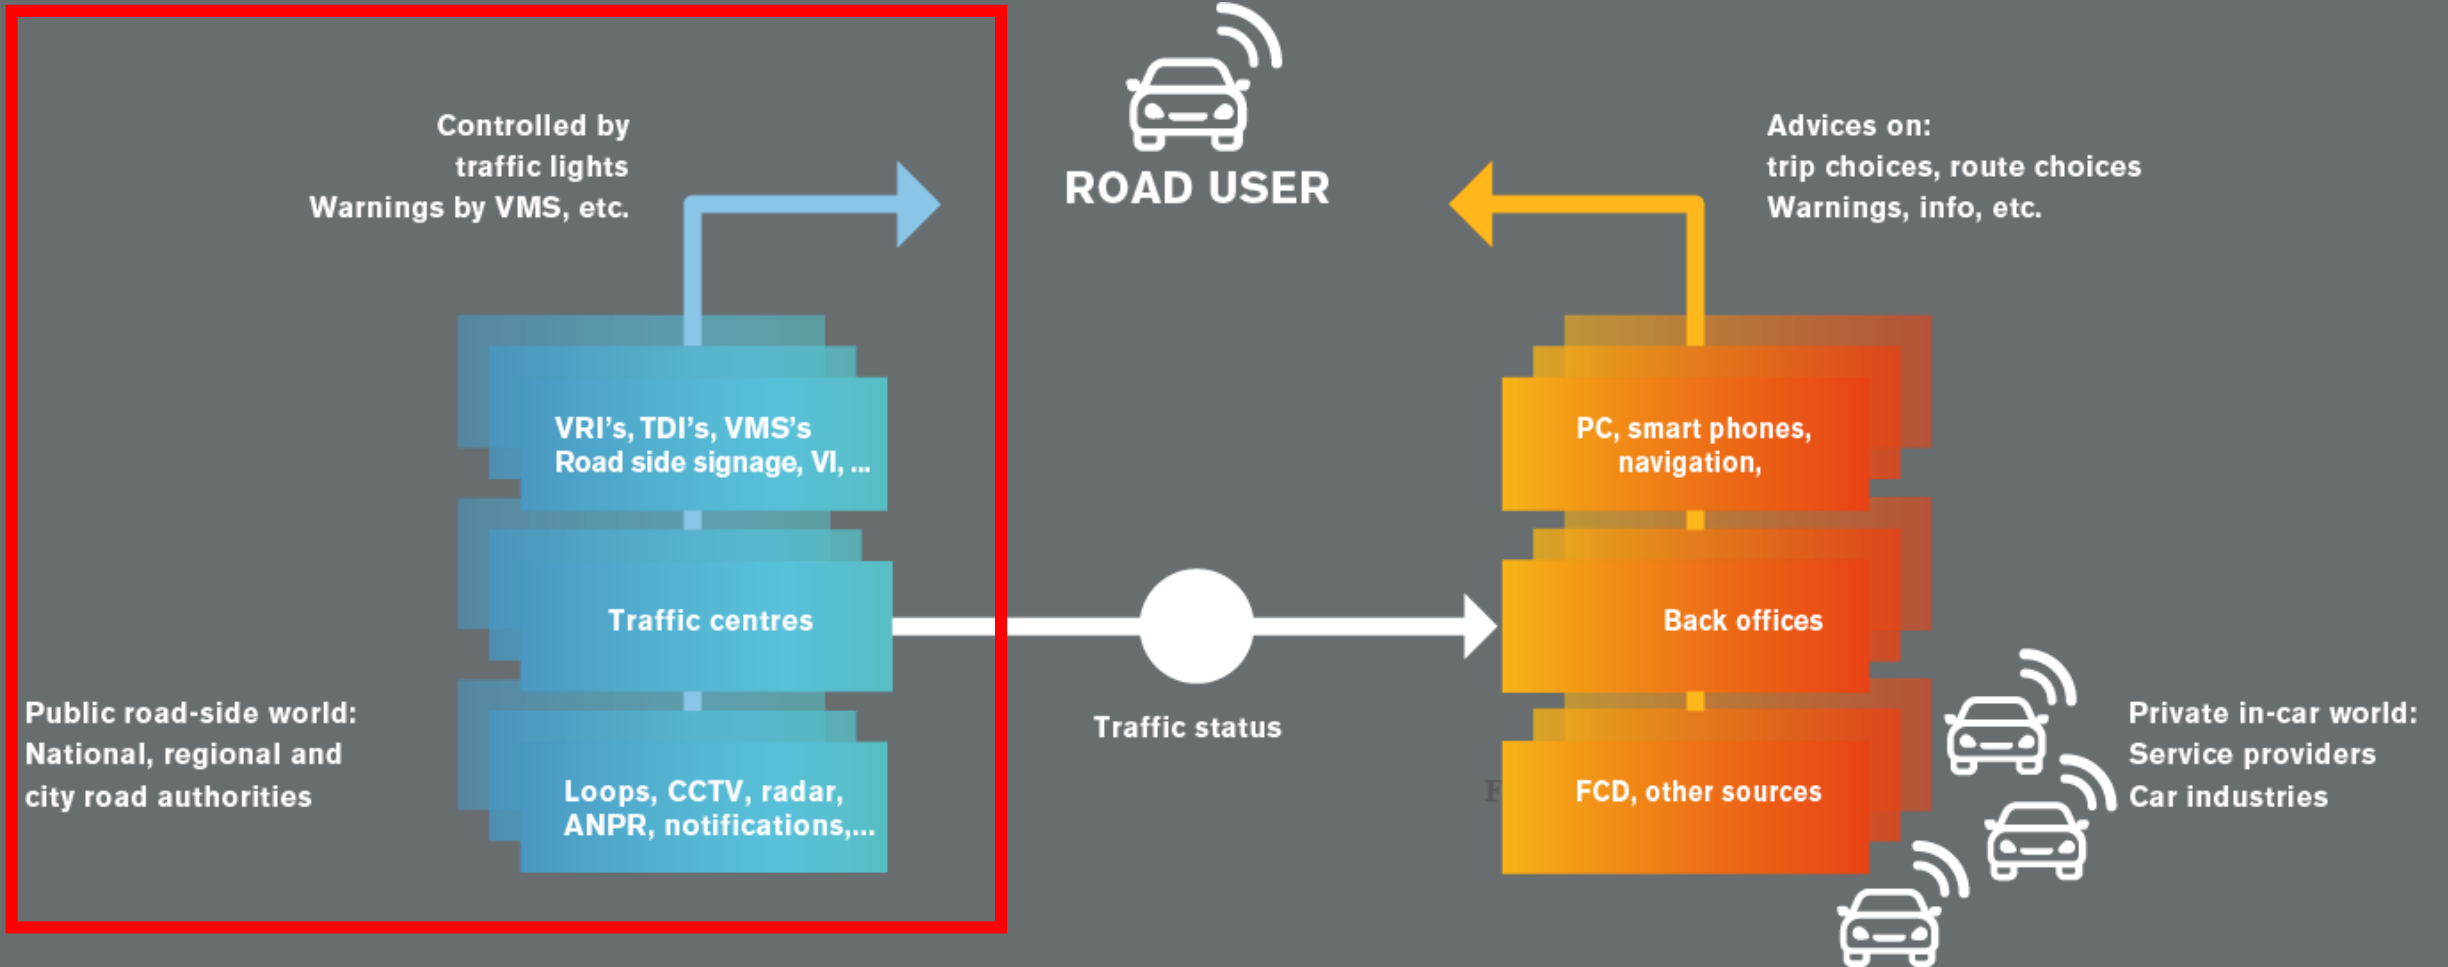 Controlled by
traffic lights
Warnings by VMS, etc.
ROAD USER
Advices on:
trip choices, route choices
Warnings, info, etc.
VRI's, TDI's, VMS's
Road side signage, VI, ...
PC, smart phones,
navigation,
Traffic centres
Back offices
Traffic status
Public road-side world:
National, regional and
city road authorities
Loops, CCTV, radar,
ANPR, notifications,...
F
FCD, other sources
Private in-car world:
Service providers
Car industries